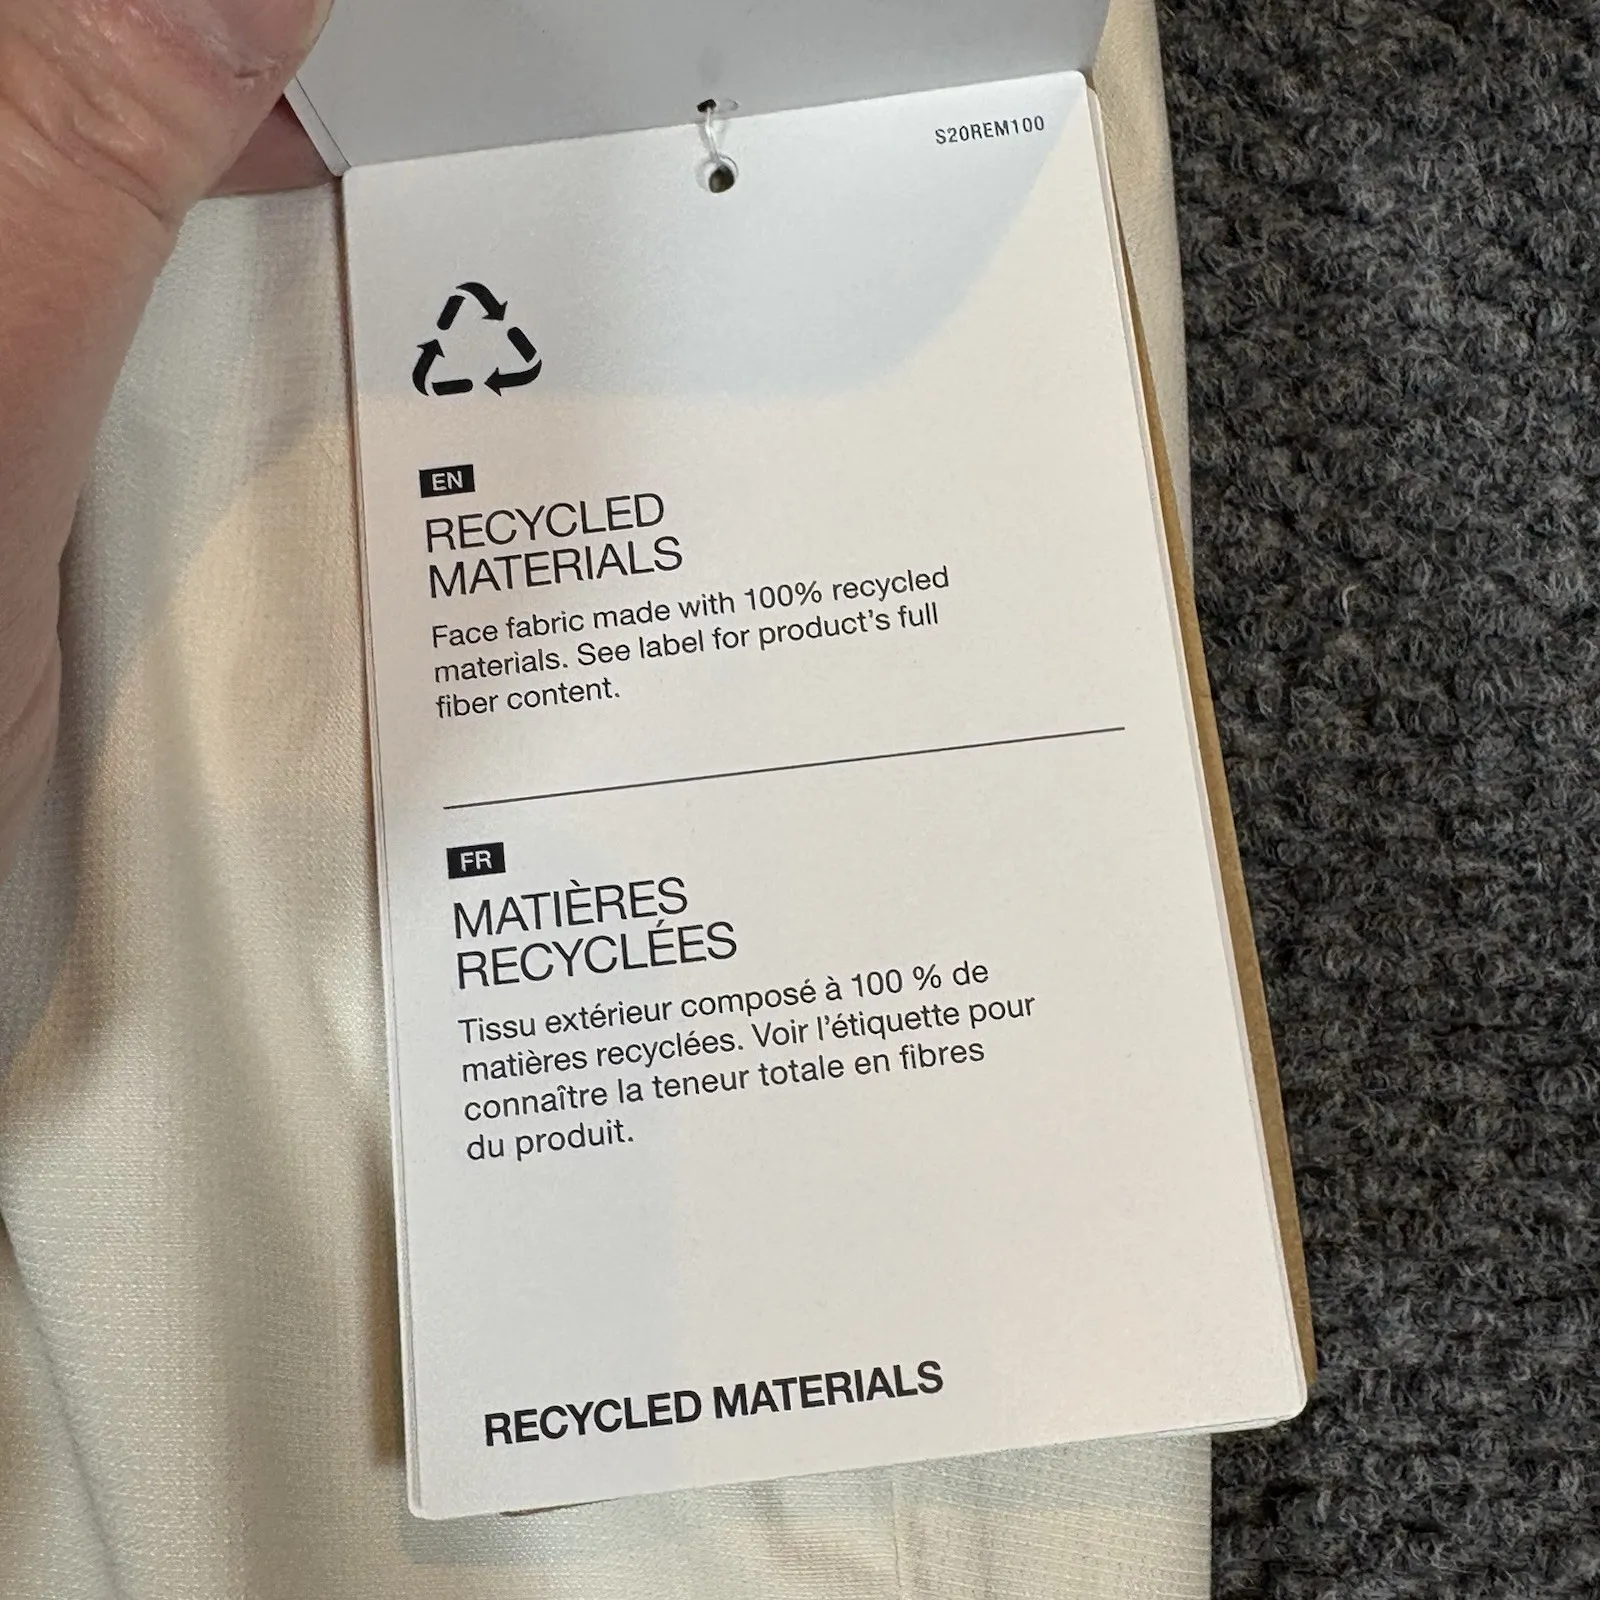 S20REM100
EN
RECYCLED
MATERIALS
Face fabric made with 100% recycled
materials. See label for product's full
fiber content.
FR
MATIÈRES
RECYCLÉES
Tissu extérieur composé à 100 % de
matières recyclées. Voir l'étiquette pour
connaître la teneur totale en fibres
du produit.
RECYCLED MATERIALS